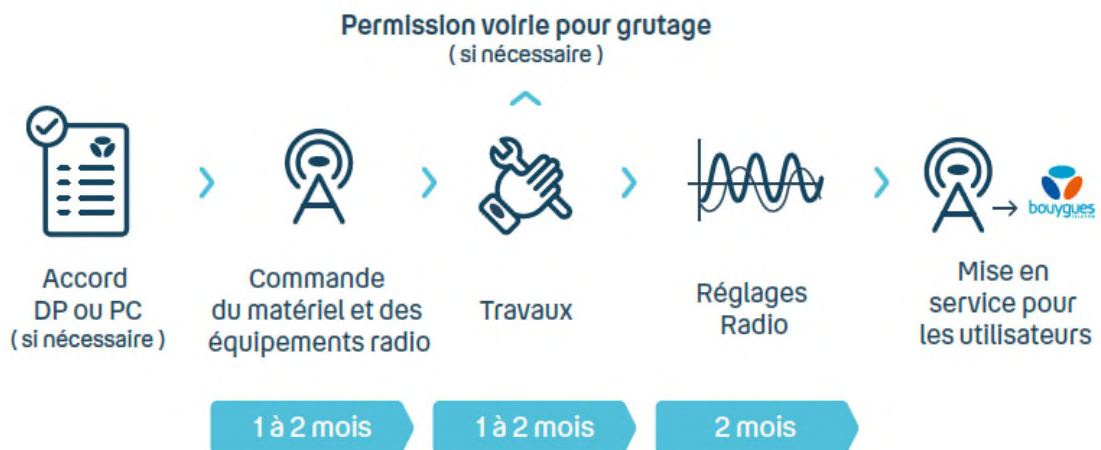 Permission voirie pour grutage
( si nécessaire )
Accord
DP ou PC
( si nécessaire )
Commande
du matériel et des
équipements radio
Travaux
Réglages
Radio
bouygues
TELECOM
Mise en
service pour
les utilisateurs
1 à 2 mois
1 à 2 mois
2 mois